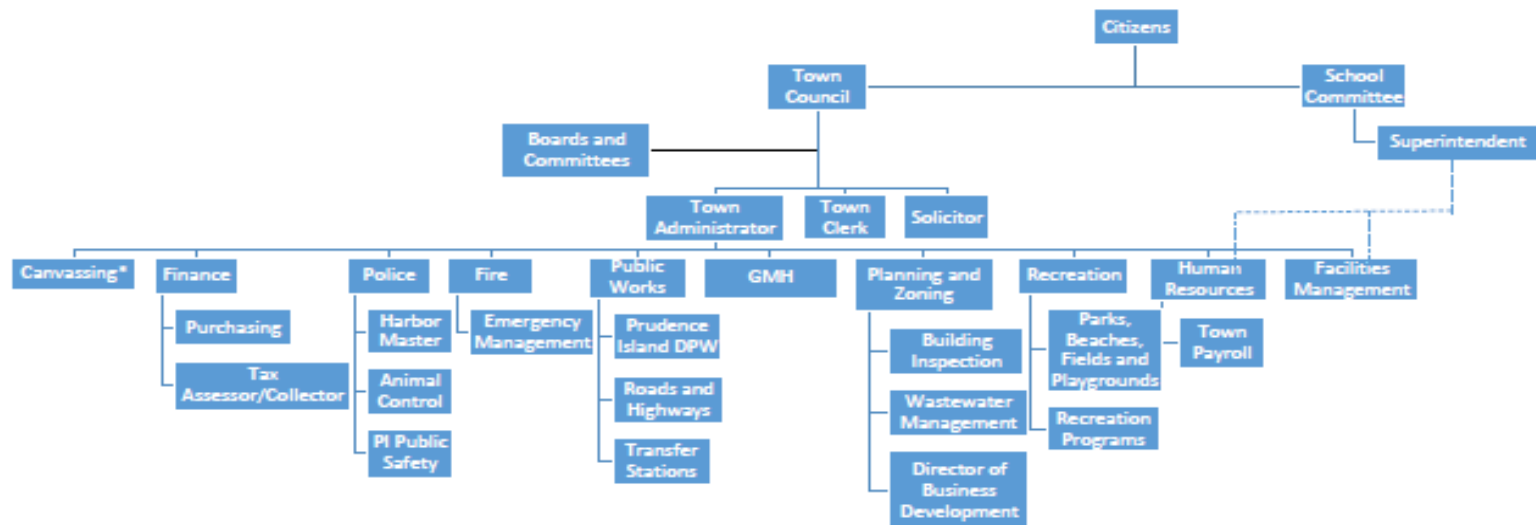 Citizens
Town
Council
School
Committee
Boards and
Committees
Superintendent
Town
Administrator
Town
Clerk
Solicitor
Canvassing*
Finance
Police
Fire
Public
Works
GMH
Planning and
Zoning
Recreation
Human
Resources
Facilities
Management
Purchasing
Tax
Assessor/Collector
Harbor
Master
Animal
Control
PI Public
Safety
Emergency
Management
Prudence
Island DPW
Roads and
Highways
Transfer
Stations
Building
Inspection
Wastewater
Management
Director of
Business
Development
Parks,
Beaches,
Fields and
Playgrounds
Recreation
Programs
Town
Payroll